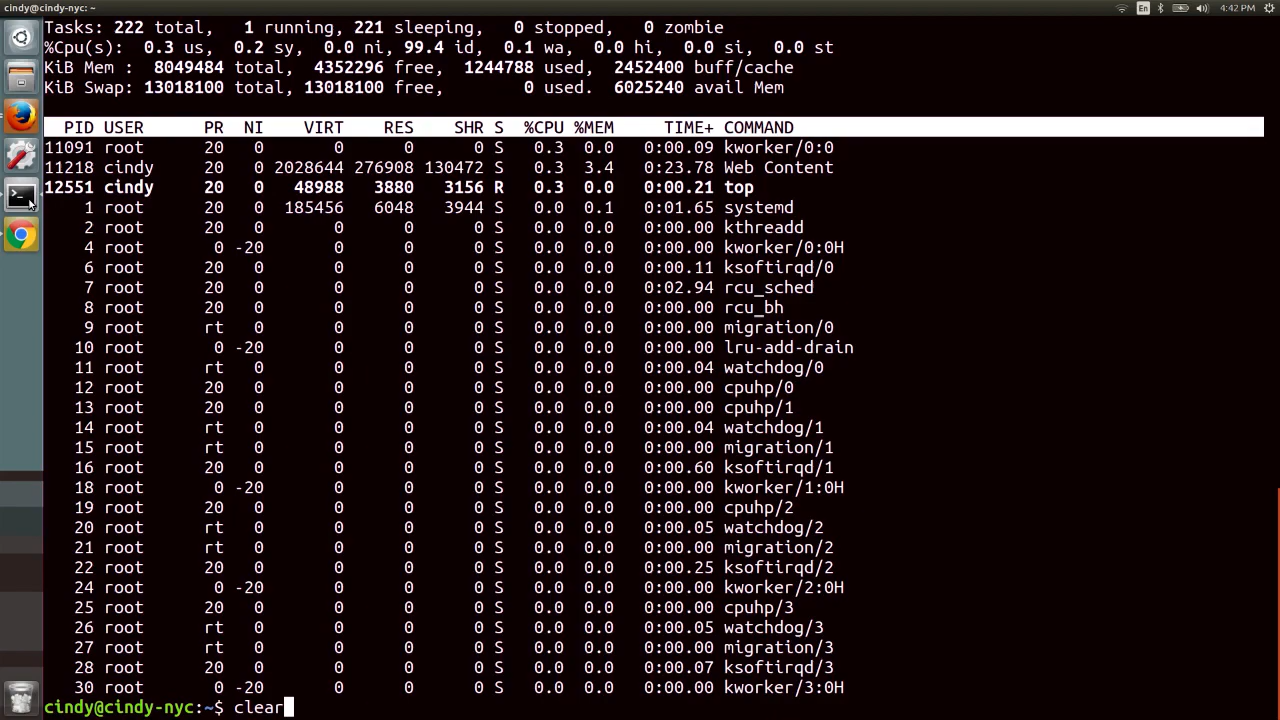 cindy@cindy-nyc: ~
En
4:42 PM
Tasks: 222 total,   1 running, 221 sleeping,   0 stopped,   0 zombie
%Cpu(s):  0.3 us,  0.2 sy,  0.0 ni, 99.4 id,  0.1 wa,  0.0 hi,  0.0 si,  0.0 st
KiB Mem :  8049484 total,  4352296 free,  1244788 used,  2452400 buff/cache
KiB Swap: 13018100 total, 13018100 free,        0 used.  6025240 avail Mem
PID USER PR NI VIRT RES SHR S %CPU %MEM TIME+ COMMAND
11091 root 20 0 0 0 0 S 0.3 0.0 0:00.09 kworker/0:0
11218 cindy 20 0 2028644 276908 130472 S 0.3 3.4 0:23.78 Web Content
12551 cindy 20 0 48988 3880 3156 R 0.3 0.0 0:00.21 top
1 root 20 0 185456 6048 3944 S 0.0 0.1 0:01.65 systemd
2 root 20 0 0 0 0 S 0.0 0.0 0:00.00 kthreadd
4 root 0 -20 0 0 0 S 0.0 0.0 0:00.00 kworker/0:0H
6 root 20 0 0 0 0 S 0.0 0.0 0:00.11 ksoftirqd/0
7 root 20 0 0 0 0 S 0.0 0.0 0:02.94 rcu_sched
8 root 20 0 0 0 0 S 0.0 0.0 0:00.00 rcu_bh
9 root rt 0 0 0 0 S 0.0 0.0 0:00.00 migration/0
10 root 0 -20 0 0 0 S 0.0 0.0 0:00.00 lru-add-drain
11 root rt 0 0 0 0 S 0.0 0.0 0:00.04 watchdog/0
12 root 20 0 0 0 0 S 0.0 0.0 0:00.00 cpuhp/0
13 root 20 0 0 0 0 S 0.0 0.0 0:00.00 cpuhp/1
14 root rt 0 0 0 0 S 0.0 0.0 0:00.04 watchdog/1
15 root rt 0 0 0 0 S 0.0 0.0 0:00.00 migration/1
16 root 20 0 0 0 0 S 0.0 0.0 0:00.60 ksoftirqd/1
18 root 0 -20 0 0 0 S 0.0 0.0 0:00.00 kworker/1:0H
19 root 20 0 0 0 0 S 0.0 0.0 0:00.00 cpuhp/2
20 root rt 0 0 0 0 S 0.0 0.0 0:00.05 watchdog/2
21 root rt 0 0 0 0 S 0.0 0.0 0:00.00 migration/2
22 root 20 0 0 0 0 S 0.0 0.0 0:00.25 ksoftirqd/2
24 root 0 -20 0 0 0 S 0.0 0.0 0:00.00 kworker/2:0H
25 root 20 0 0 0 0 S 0.0 0.0 0:00.00 cpuhp/3
26 root rt 0 0 0 0 S 0.0 0.0 0:00.05 watchdog/3
27 root rt 0 0 0 0 S 0.0 0.0 0:00.00 migration/3
28 root 20 0 0 0 0 S 0.0 0.0 0:00.07 ksoftirqd/3
30 root 0 -20 0 0 0 S 0.0 0.0 0:00.00 kworker/3:0H
cindy@cindy-nyc:~$ clear